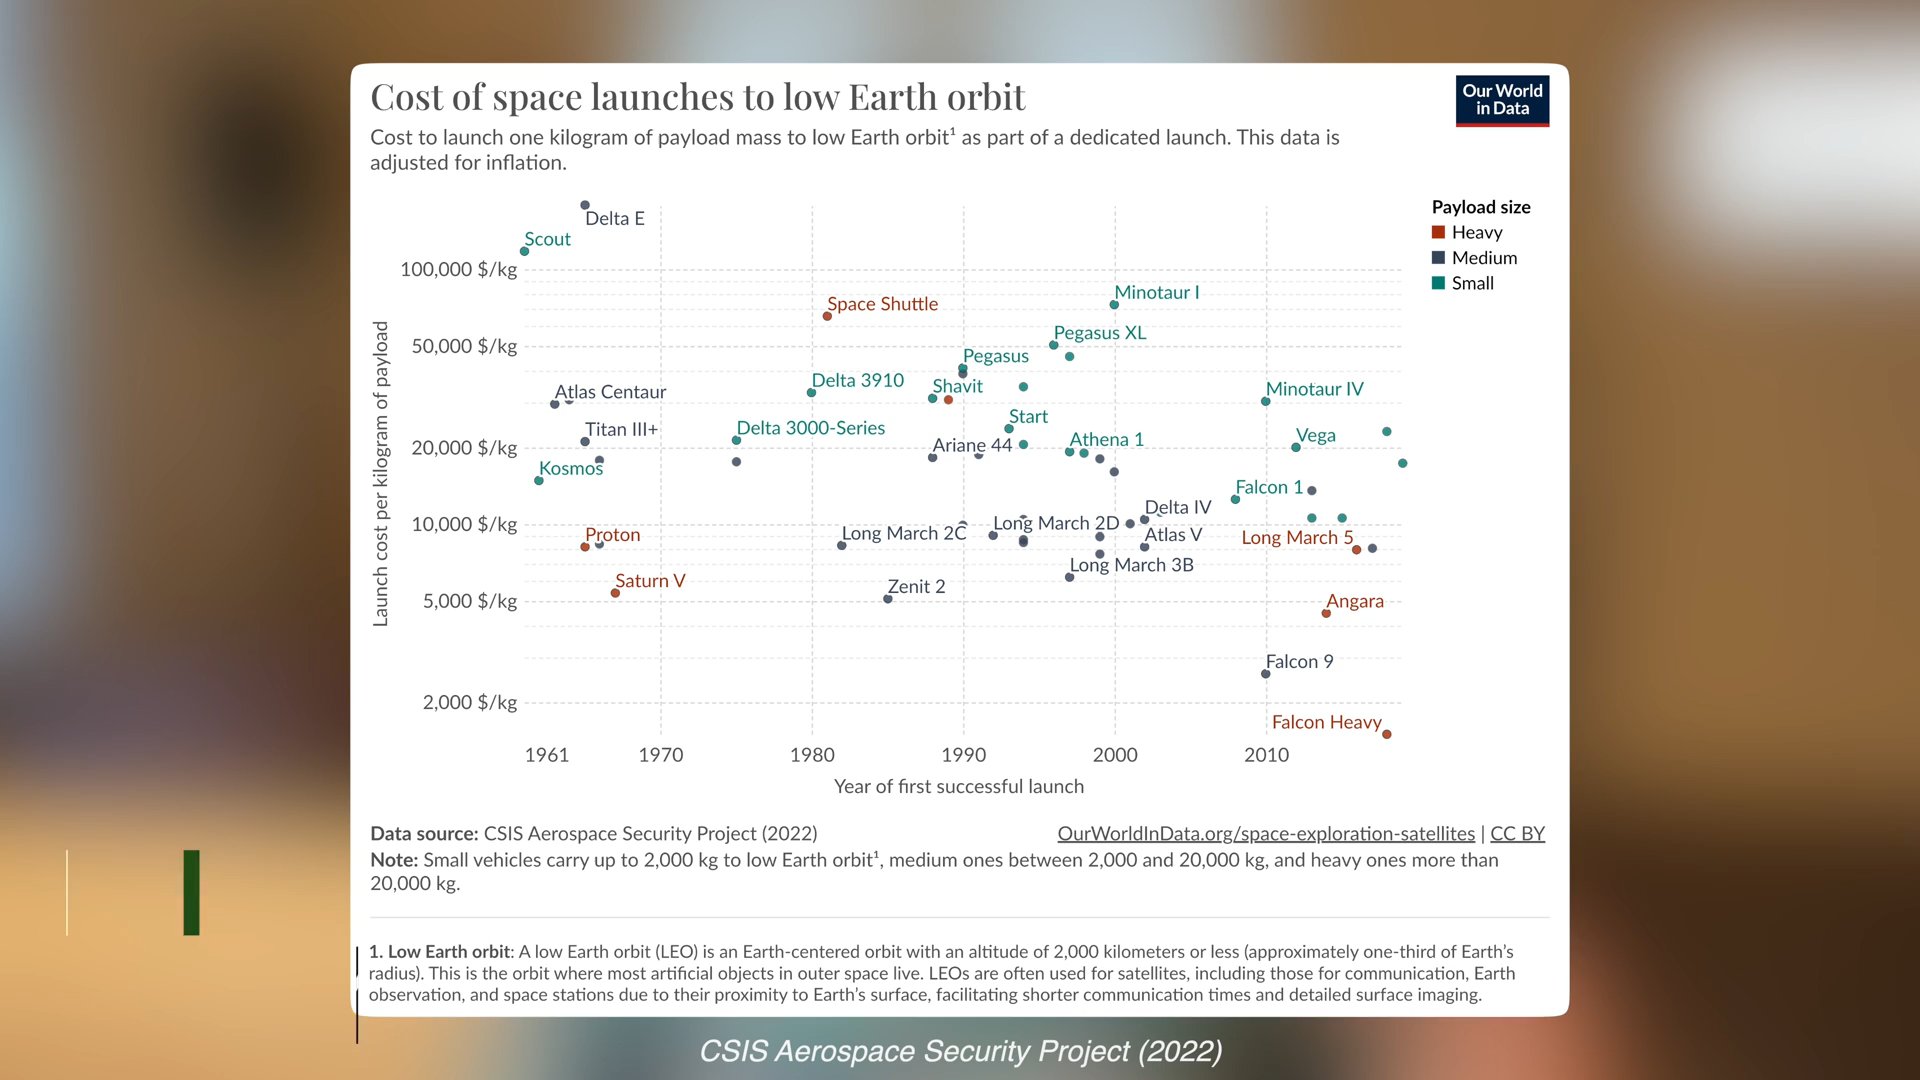 Cost of space launches to low Earth orbit
Our World
in Data
Cost to launch one kilogram of payload mass to low Earth orbit¹ as part of a dedicated launch. This data is
adjusted for inflation.
Payload size
Heavy
Medium
Small
Delta E
Scout
100,000 $/kg
Minotaur I
Space Shuttle
Pegasus XL
50,000 $/kg
Pegasus
Delta 3910
Shavit
Minotaur IV
Atlas Centaur
Start
Titan III+
Delta 3000-Series
Vega
Athena 1
20,000 $/kg
Ariane 44
Kosmos
Falcon 1
Delta IV
10,000 $/kg
Long March 2D
Long March 2C
Proton
Atlas V
Long March 5
Long March 3B
Saturn V
Zenit 2
5,000 $/kg
Angara
Falcon 9
2,000 $/kg
Falcon Heavy
Launch cost per kilogram of payload
1961 1970 1980 1990 2000 2010
Year of first successful launch
Data source: CSIS Aerospace Security Project (2022)
OurWorldInData.org/space-exploration-satellites | CC BY
Note: Small vehicles carry up to 2,000 kg to low Earth orbit¹, medium ones between 2,000 and 20,000 kg, and heavy ones more than
20,000 kg.
1. Low Earth orbit: A low Earth orbit (LEO) is an Earth-centered orbit with an altitude of 2,000 kilometers or less (approximately one-third of Earth's
radius). This is the orbit where most artificial objects in outer space live. LEOs are often used for satellites, including those for communication, Earth
observation, and space stations due to their proximity to Earth's surface, facilitating shorter communication times and detailed surface imaging.
CSIS Aerospace Security Project (2022)